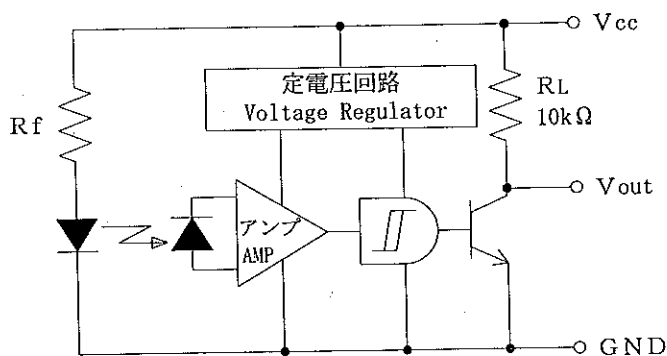 Vcc
定電圧回路
Voltage Regulator
Rf
RL
10kΩ
Vout
アンプ
AMP
GND